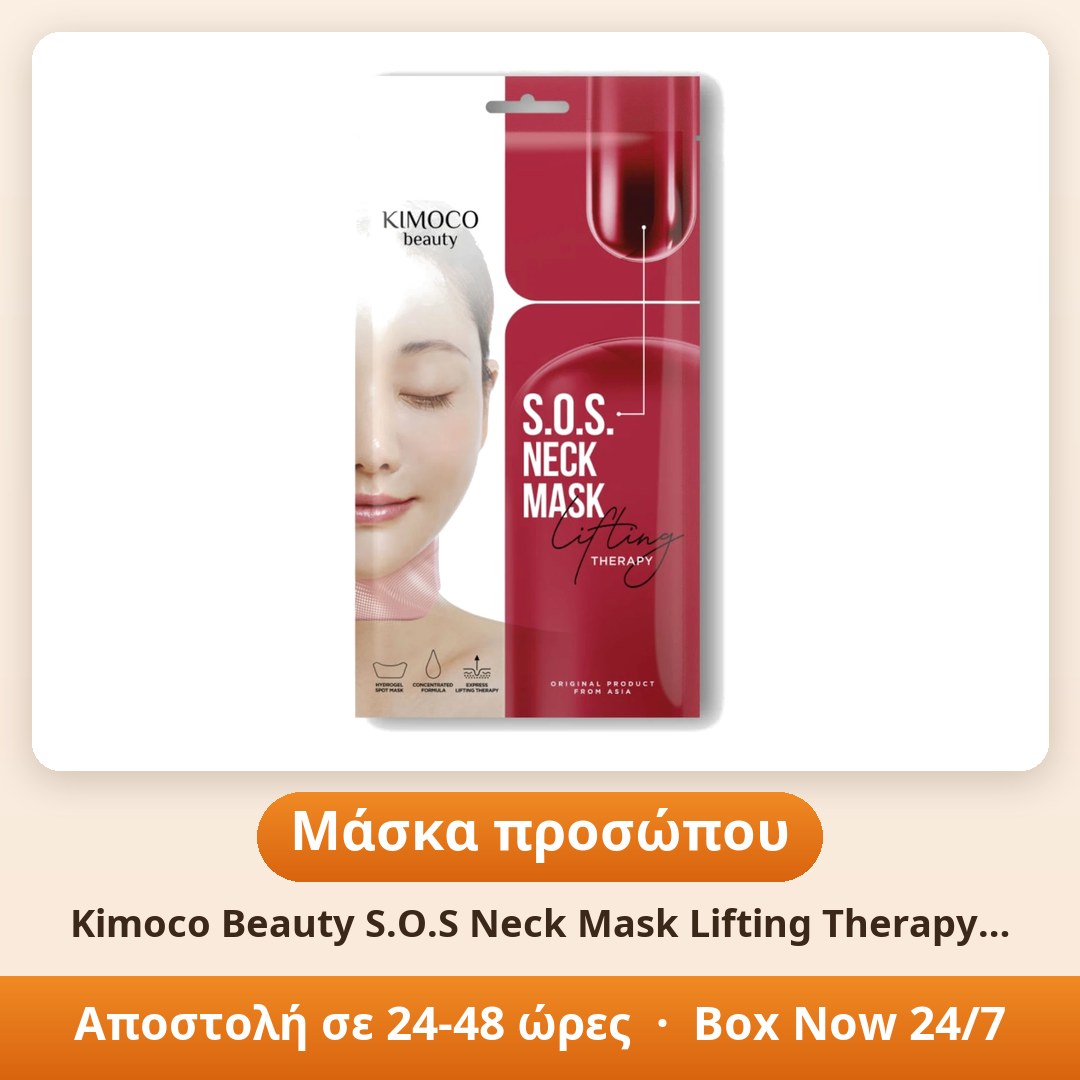 KIMOCO
beauty
S.O.S.
NECK
MASK
Lifting
THERAPY
HYDROGEL
SPOT MASK
CONCENTRATED
FORMULA
EXPRESS
LIFTING THERAPY
ORIGINAL PRODUCT
FROM ASIA
Μάσκα προσώπου
Kimoco Beauty S.O.S Neck Mask Lifting Therapy...
Αποστολή σε 24-48 ώρες · Box Now 24/7